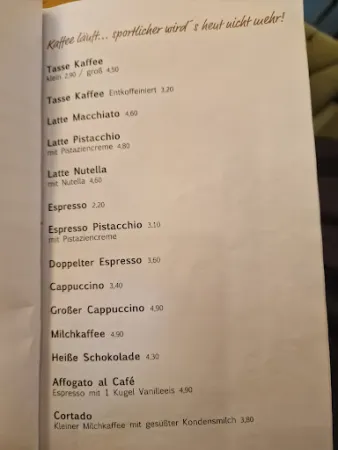 Kaffee läuft... sportlicher wird´s heut nicht mehr!
Tasse Kaffee
klein 2,90 / groß 4,50
Tasse Kaffee Entkoffeiniert 3,20
Latte Macchiato 4,60
Latte Pistacchio
mit Pistaziencreme 4,80
Latte Nutella
mit Nutella 4,60
Espresso 2,20
Espresso Pistacchio 3,10
mit Pistaziencreme
Doppelter Espresso 3,60
Cappuccino 3,40
Großer Cappuccino 4,90
Milchkaffee 4,90
Heiße Schokolade 4,30
Affogato al Café
Espresso mit 1 Kugel Vanilleeis 4,90
Cortado
Kleiner Milchkaffee mit gesüßter Kondensmilch 3,80